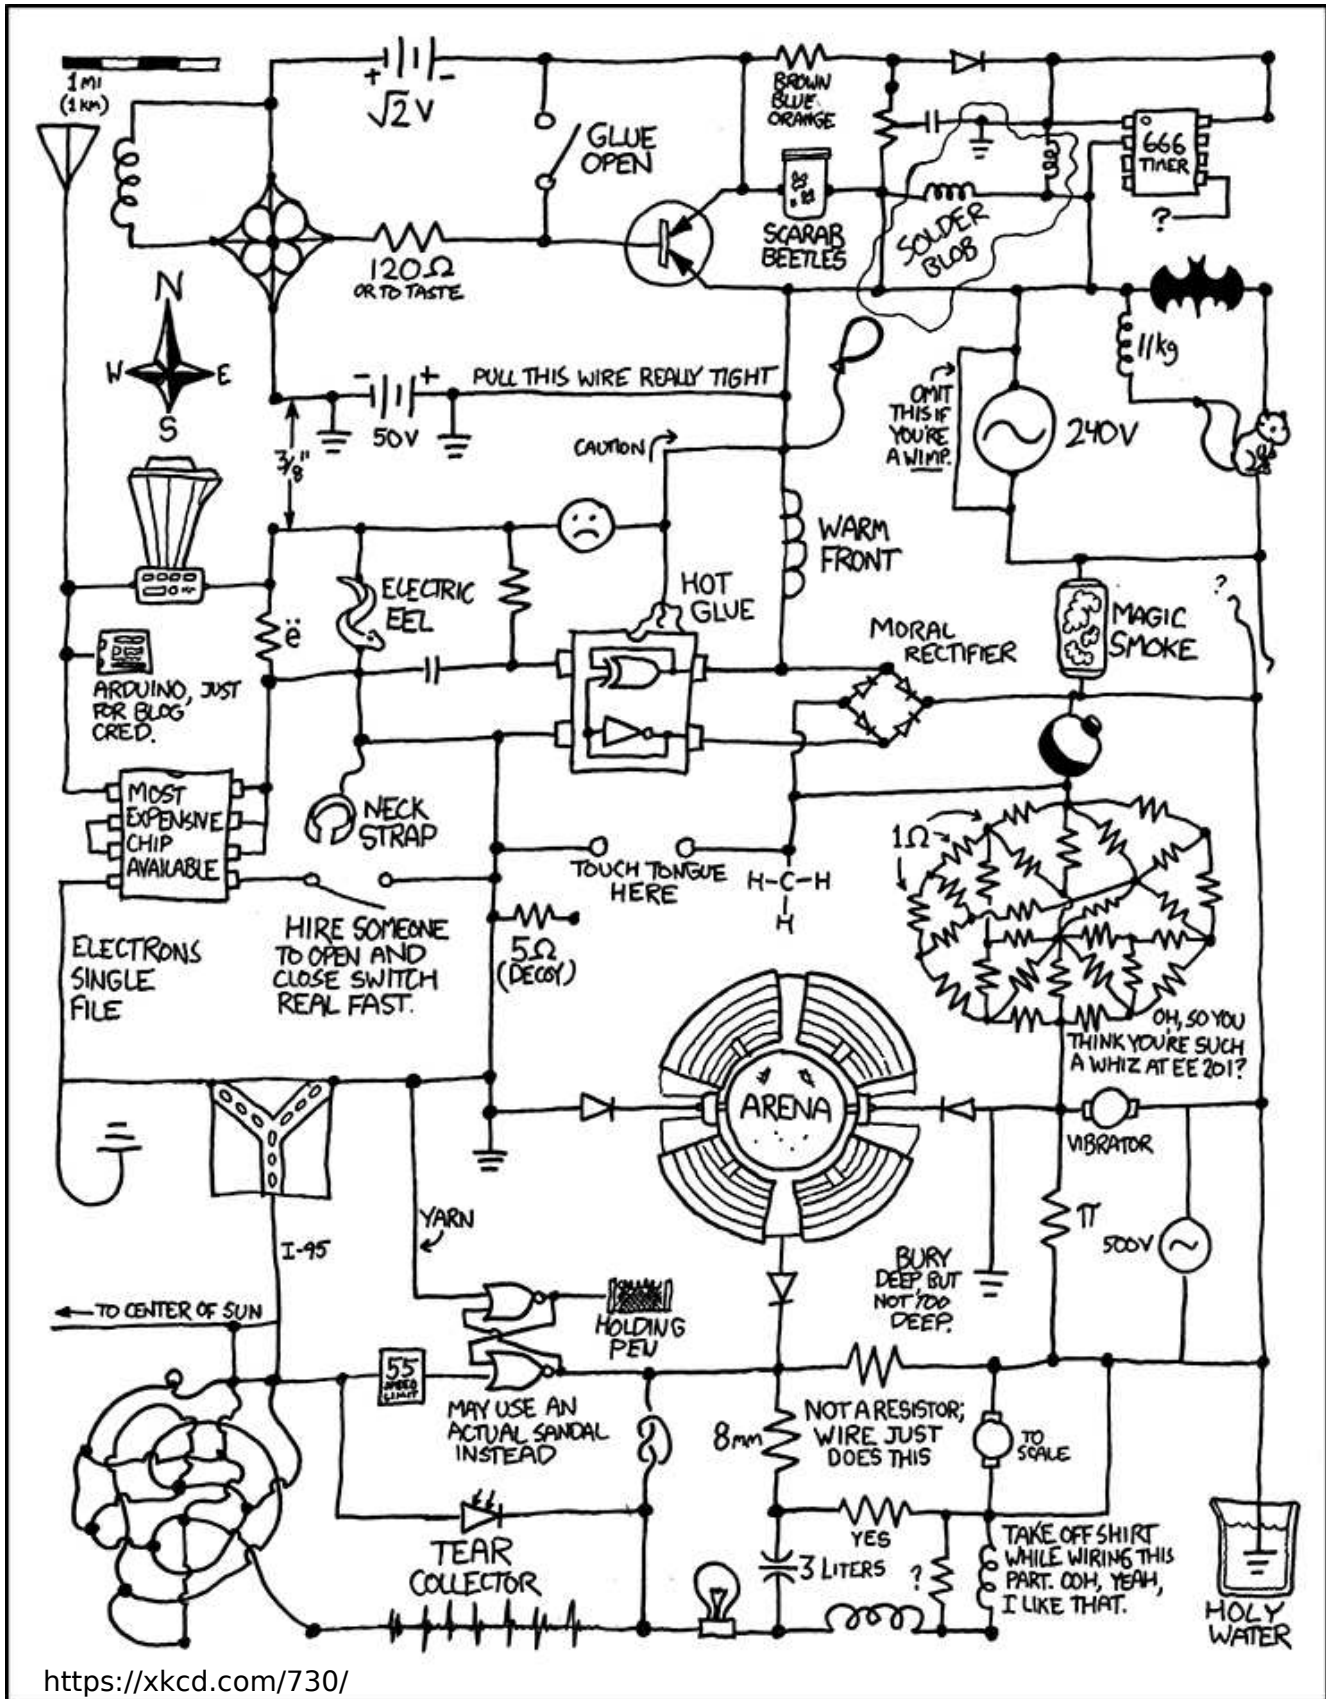 1 MI
(1 KM)
+
-
√2 V
GLUE
OPEN
BROWN
BLUE
ORANGE
666
TIMER
?
SCARAB
BEETLES
SOLDER
BLOB
120Ω
OR TO TASTE
N
W
E
S
-
+
50V
PULL THIS WIRE REALLY TIGHT
3/8"
CAUTION
OMIT
THIS IF
YOU'RE
A WIMP.
240V
11kg
WARM
FRONT
ELECTRIC
EEL
ë
HOT
GLUE
MORAL
RECTIFIER
MAGIC
SMOKE
?
ARDUINO, JUST
FOR BLOG
CRED.
MOST
EXPENSIVE
CHIP
AVAILABLE
NECK
STRAP
TOUCH TONGUE
HERE
H-C-H
H
1Ω
HIRE SOMEONE
TO OPEN AND
CLOSE SWITCH
REAL FAST.
5Ω
(DECOY)
ELECTRONS
SINGLE
FILE
OH, SO YOU
THINK YOU'RE SUCH
A WHIZ AT EE 201?
ARENA
VIBRATOR
YARN
I-95
π
500V
BURY
DEEP, BUT
NOT TOO
DEEP.
TO CENTER OF SUN
HOLDING
PEN
55
SPEED
LIMIT
MAY USE AN
ACTUAL SANDAL
INSTEAD
8mm
NOT A RESISTOR;
WIRE JUST
DOES THIS
TO
SCALE
YES
TEAR
COLLECTOR
3 LITERS
?
TAKE OFF SHIRT
WHILE WIRING THIS
PART. OOH, YEAH,
I LIKE THAT.
HOLY
WATER
https://xkcd.com/730/